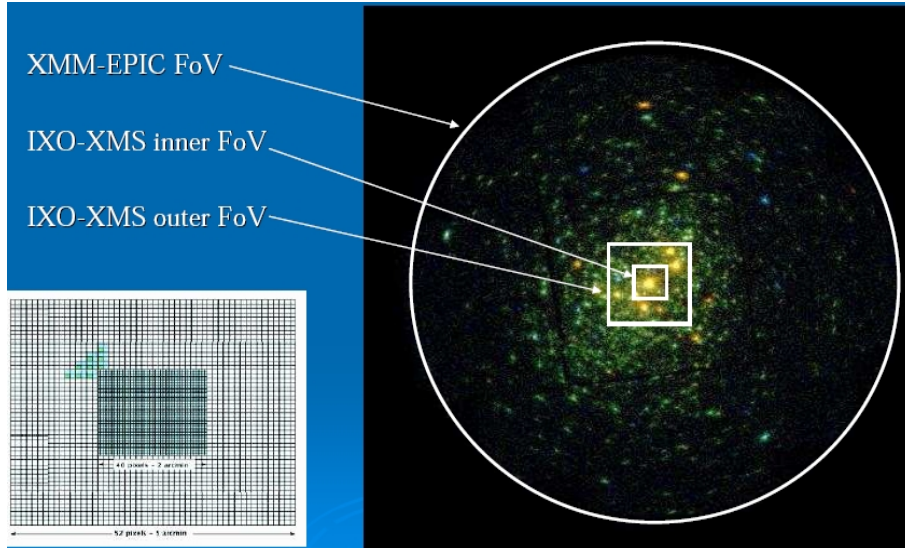 XMM-EPIC FoV
IXO-XMS inner FoV
IXO-XMS outer FoV
40 pixels - 2 arcmin
52 pixels - 5 arcmin